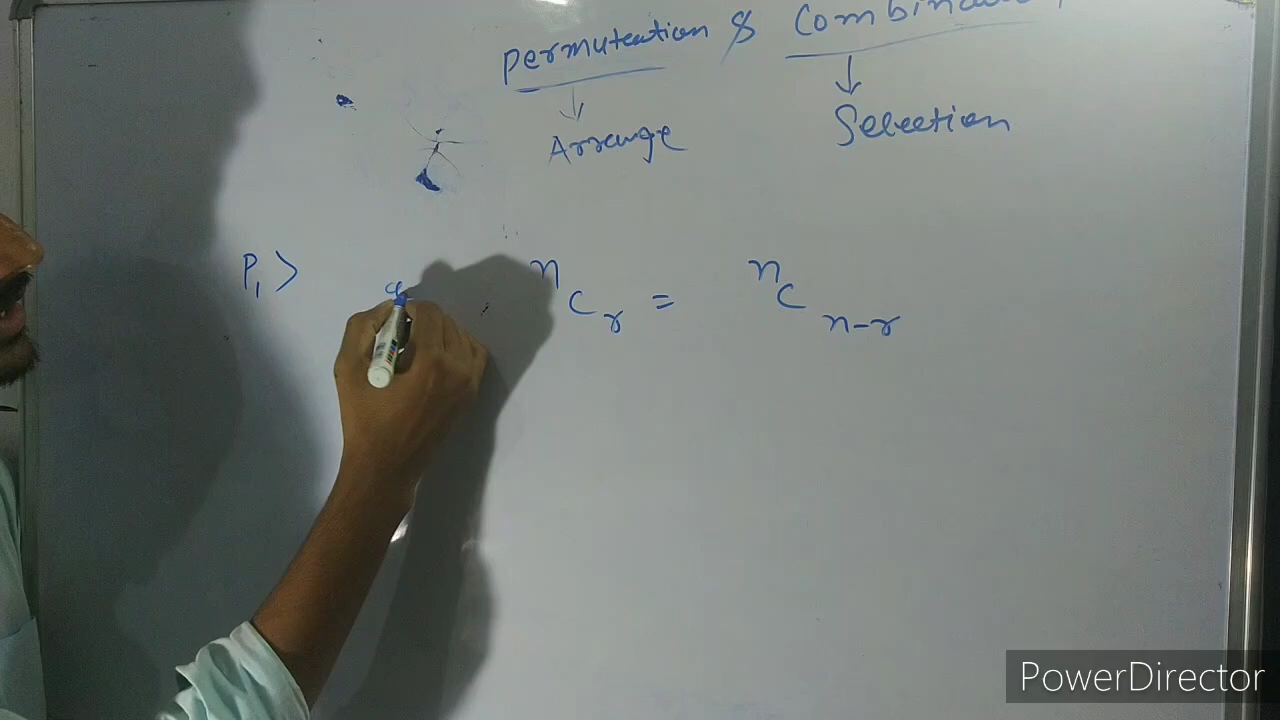 Permutation & Combination
Arrange Selection
P1> nCr = nCn-r
PowerDirector